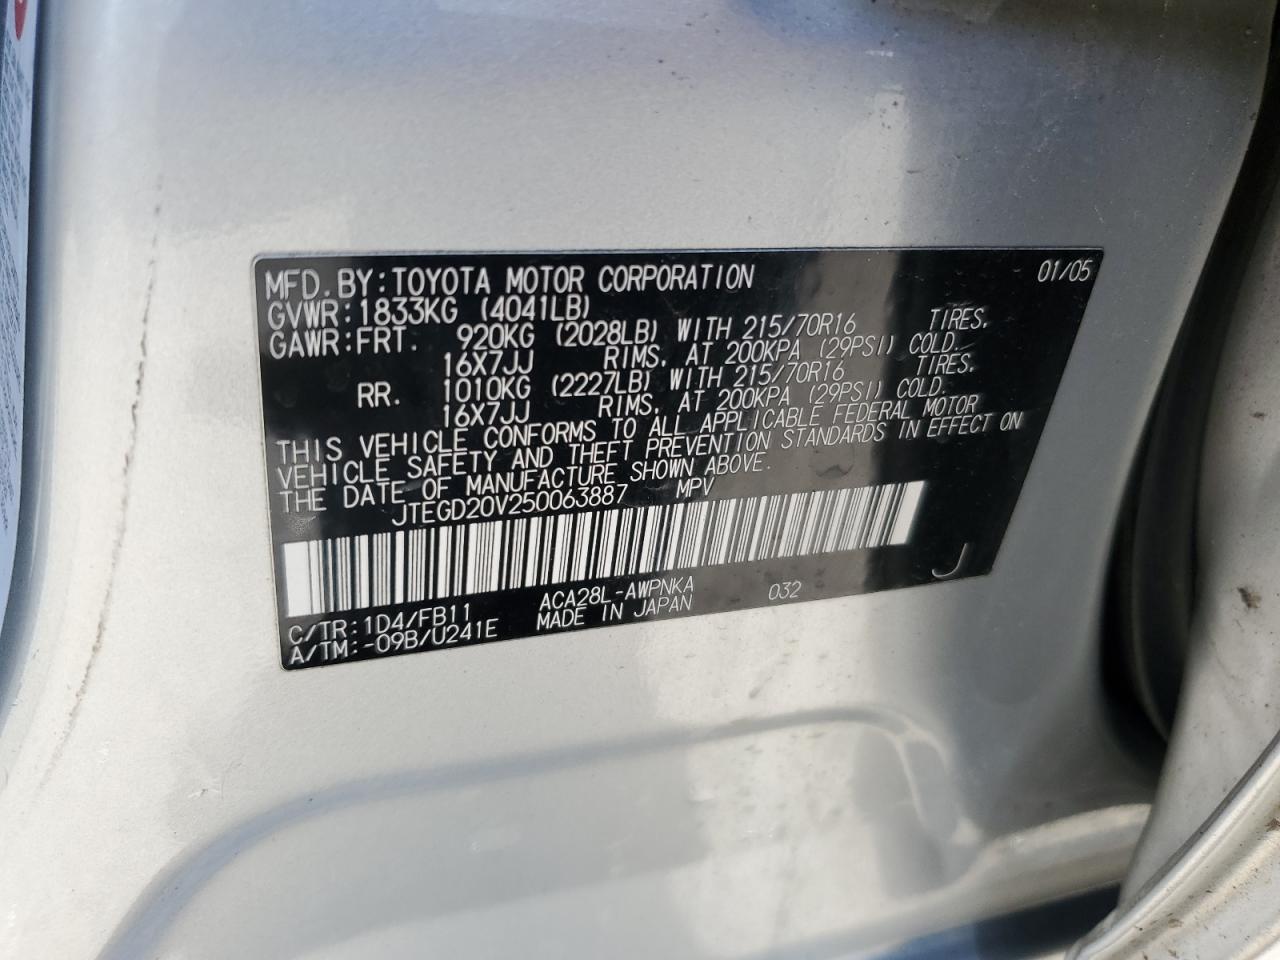 MFD. BY: TOYOTA MOTOR CORPORATION 01/05
GVWR: 1833KG (4041LB)
GAWR: FRT. 920KG (2028LB) WITH 215/70R16 TIRES,
16X7JJ RIMS, AT 200KPA (29PSI) COLD.
RR. 1010KG (2227LB) WITH 215/70R16 TIRES,
16X7JJ RIMS, AT 200KPA (29PSI) COLD.
THIS VEHICLE CONFORMS TO ALL APPLICABLE FEDERAL MOTOR
VEHICLE SAFETY AND THEFT PREVENTION STANDARDS IN EFFECT ON
THE DATE OF MANUFACTURE SHOWN ABOVE.
JTEGD20V250063887 MPV
J
C/TR: 1D4/FB11 ACA28L-AWPNKA 032
A/TM: -09B/U241E MADE IN JAPAN